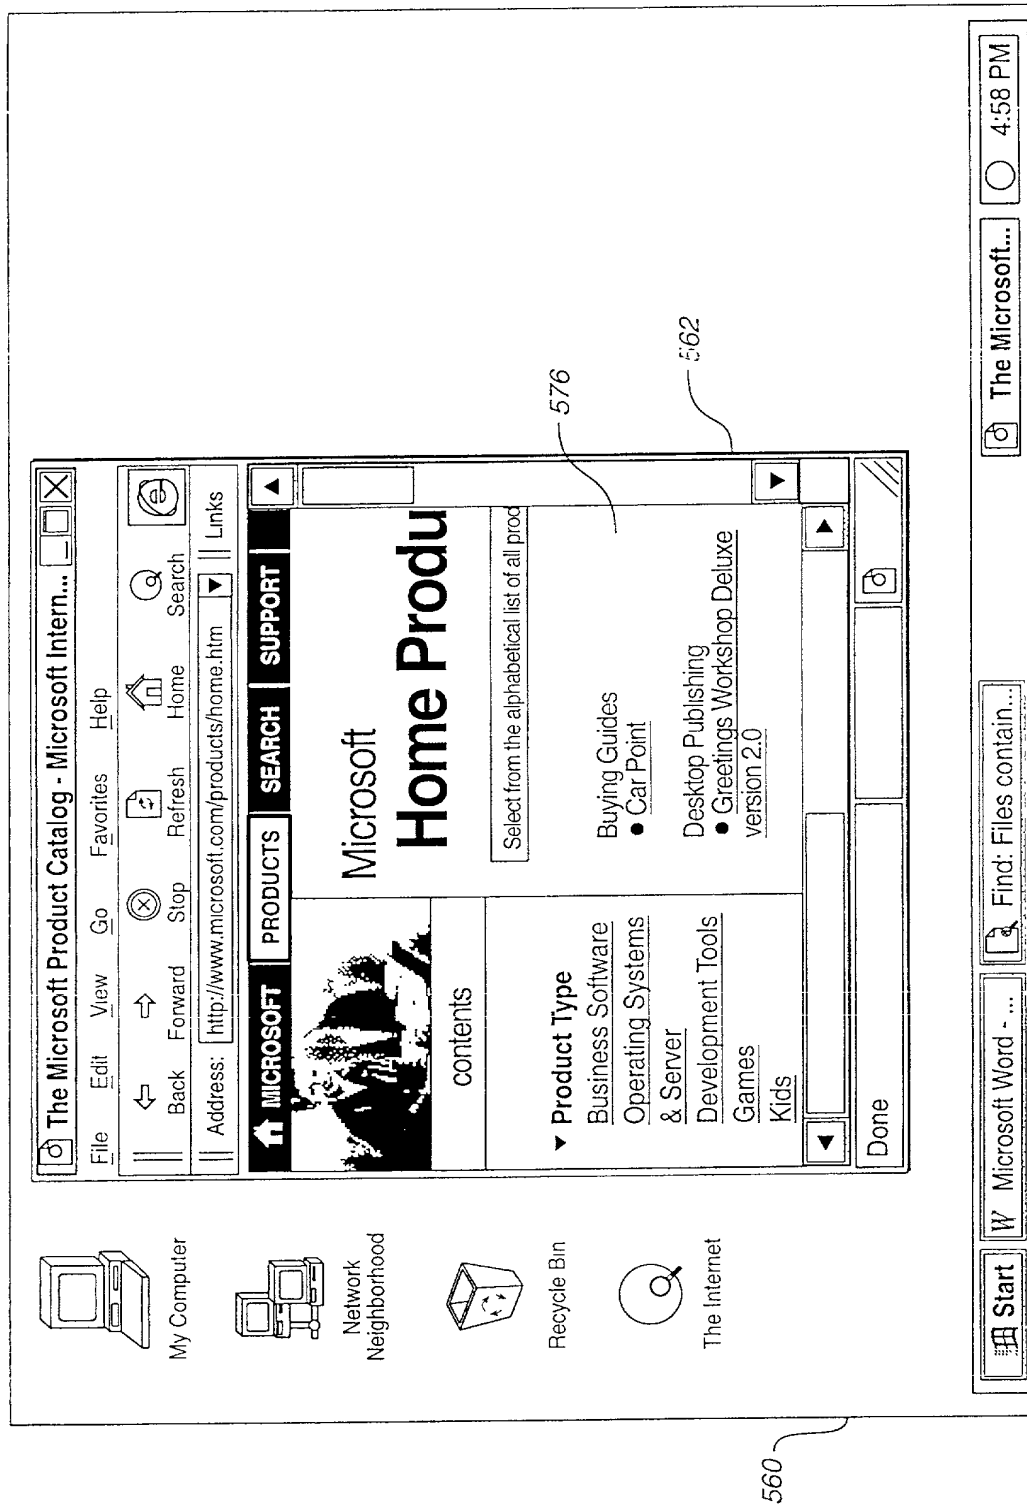 My Computer
Network
Neighborhood
Recycle Bin
The Internet
The Microsoft Product Catalog - Microsoft Intern...
File Edit View Go Favorites Help
Back Forward Stop Refresh Home Search
Address: http://www.microsoft.com/products/home.htm Links
MICROSOFT PRODUCTS SEARCH SUPPORT
contents
▼ Product Type
Business Software
Operating Systems
& Server
Development Tools
Games
Kids
Microsoft
Home Produ
Select from the alphabetical list of all prod
Buying Guides
● Car Point
Desktop Publishing
● Greetings Workshop Deluxe
version 2.0
Done
576
562
Start W Microsoft Word - ... Find: Files contain... The Microsoft... 4:58 PM
560